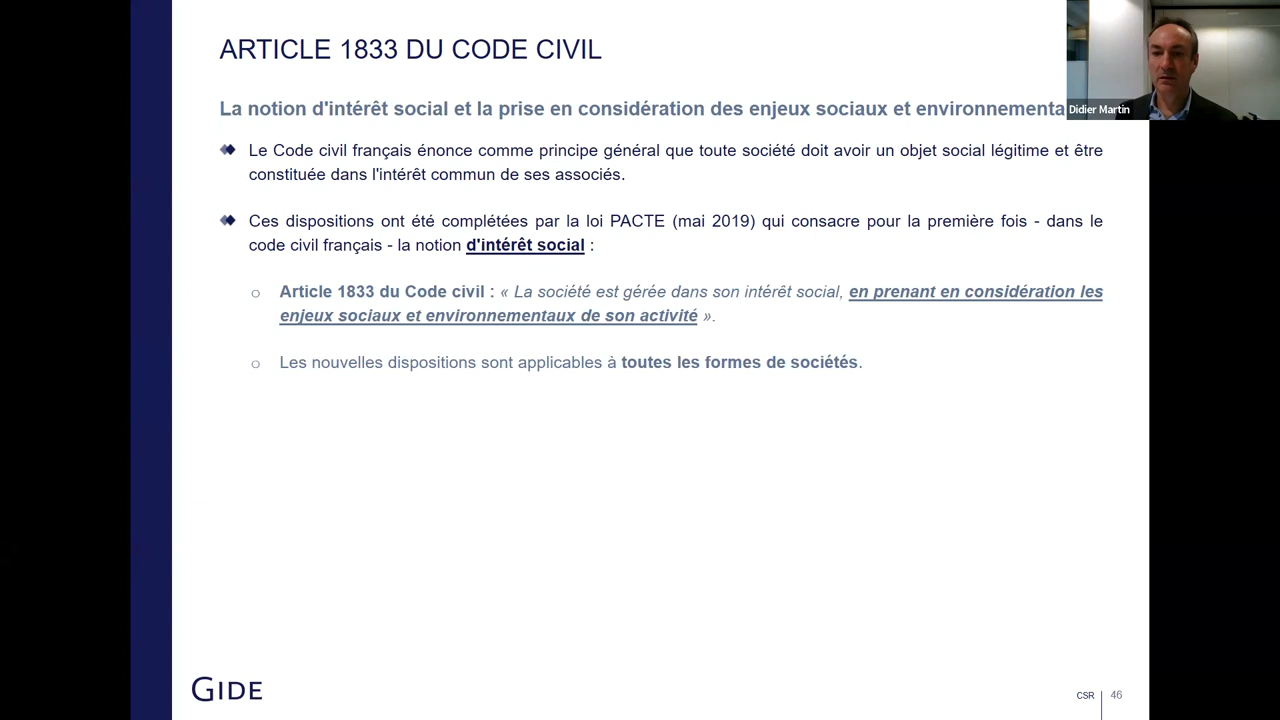 ARTICLE 1833 DU CODE CIVIL
La notion d'intérêt social et la prise en considération des enjeux sociaux et environnementa
Didier Martin
Le Code civil français énonce comme principe général que toute société doit avoir un objet social légitime et être
constituée dans l'intérêt commun de ses associés.
Ces dispositions ont été complétées par la loi PACTE (mai 2019) qui consacre pour la première fois - dans le
code civil français - la notion d'intérêt social :
o Article 1833 du Code civil : « La société est gérée dans son intérêt social, en prenant en considération les
enjeux sociaux et environnementaux de son activité ».
o Les nouvelles dispositions sont applicables à toutes les formes de sociétés.
GIDE
CSR 46